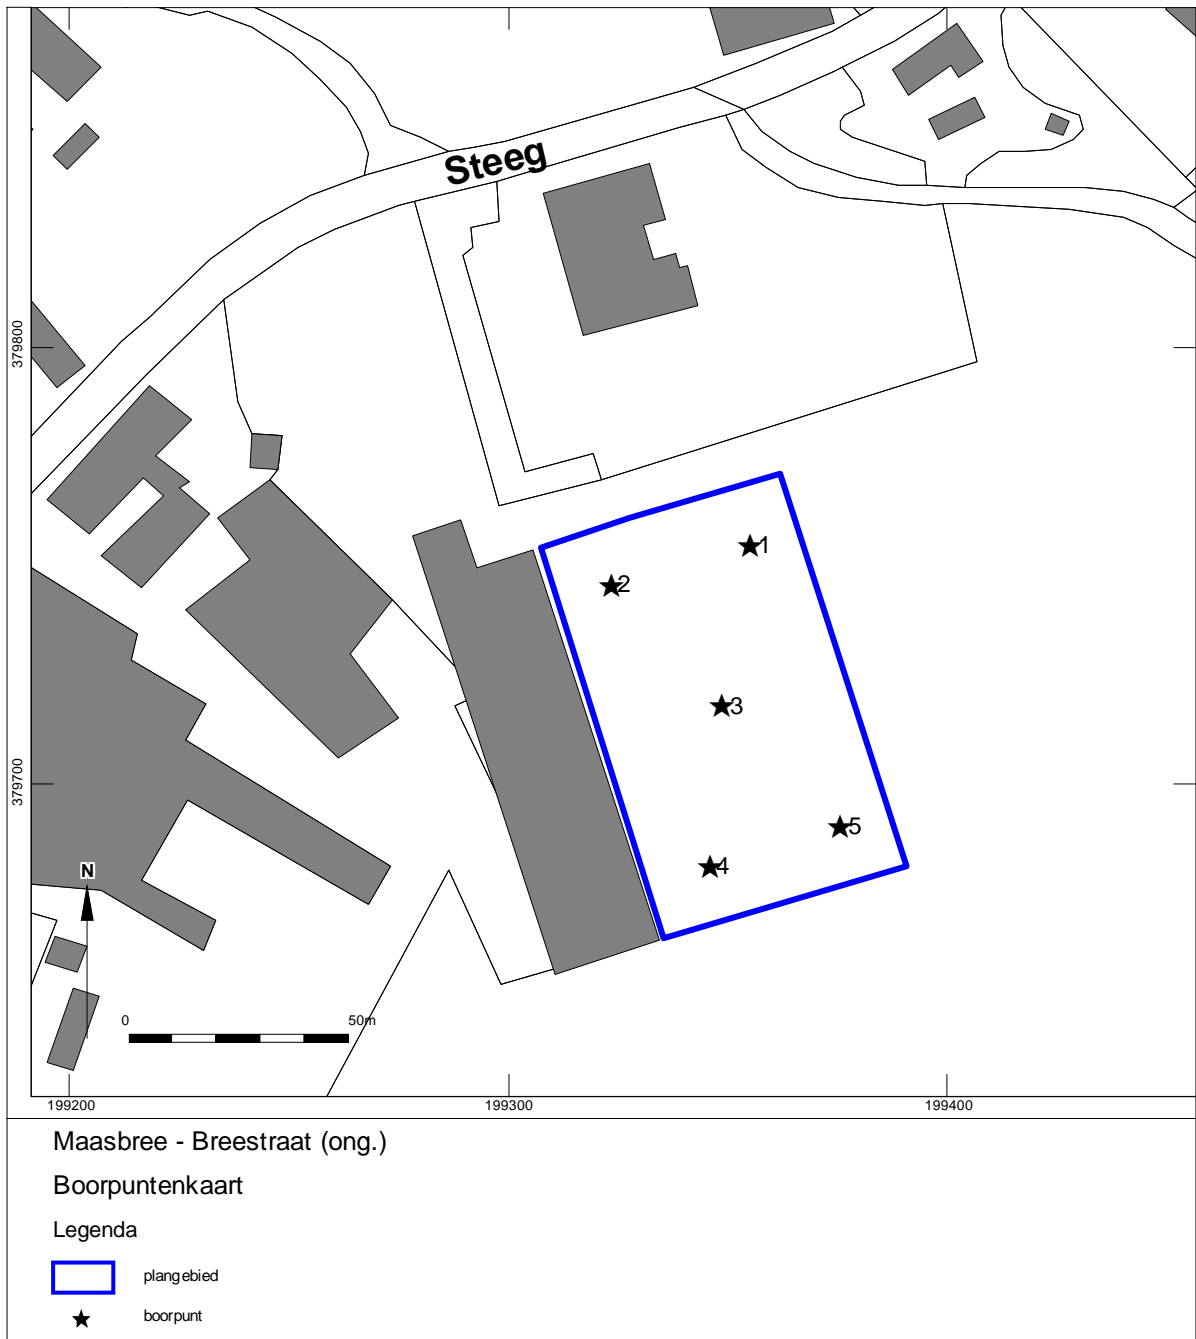 Steeg
379800
1
2
3
379700
5
4
N
0 50m
199200 199300 199400
Maasbree - Breestraat (ong.)
Boorpuntenkaart
Legenda
plangebied
boorpunt